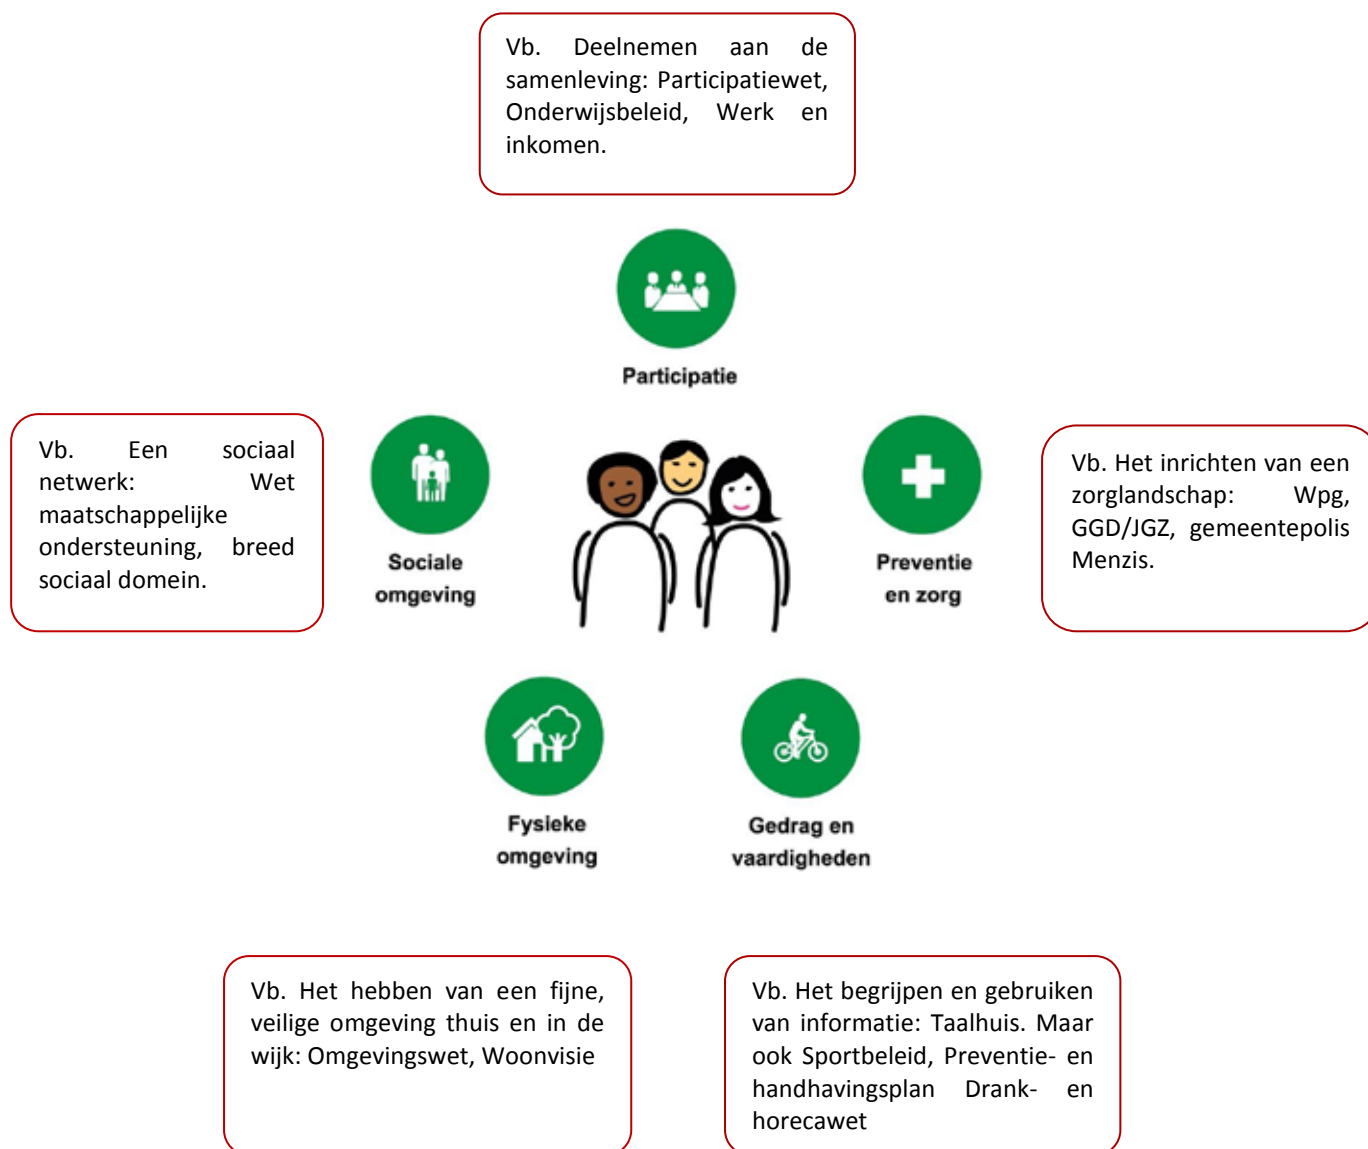 Vb. Deelnemen aan de
samenleving: Participatiewet,
Onderwijsbeleid, Werk en
inkomen.
Participatie
Vb. Een sociaal
netwerk: Wet
maatschappelijke
ondersteuning, breed
sociaal domein.
Sociale
omgeving
Preventie
en zorg
Vb. Het inrichten van een
zorglandschap: Wpg,
GGD/JGZ, gemeentepolis
Menzis.
Fysieke
omgeving
Gedrag en
vaardigheden
Vb. Het hebben van een fijne,
veilige omgeving thuis en in de
wijk: Omgevingswet, Woonvisie
Vb. Het begrijpen en gebruiken
van informatie: Taalhuis. Maar
ook Sportbeleid, Preventie- en
handhavingsplan Drank- en
horecawet